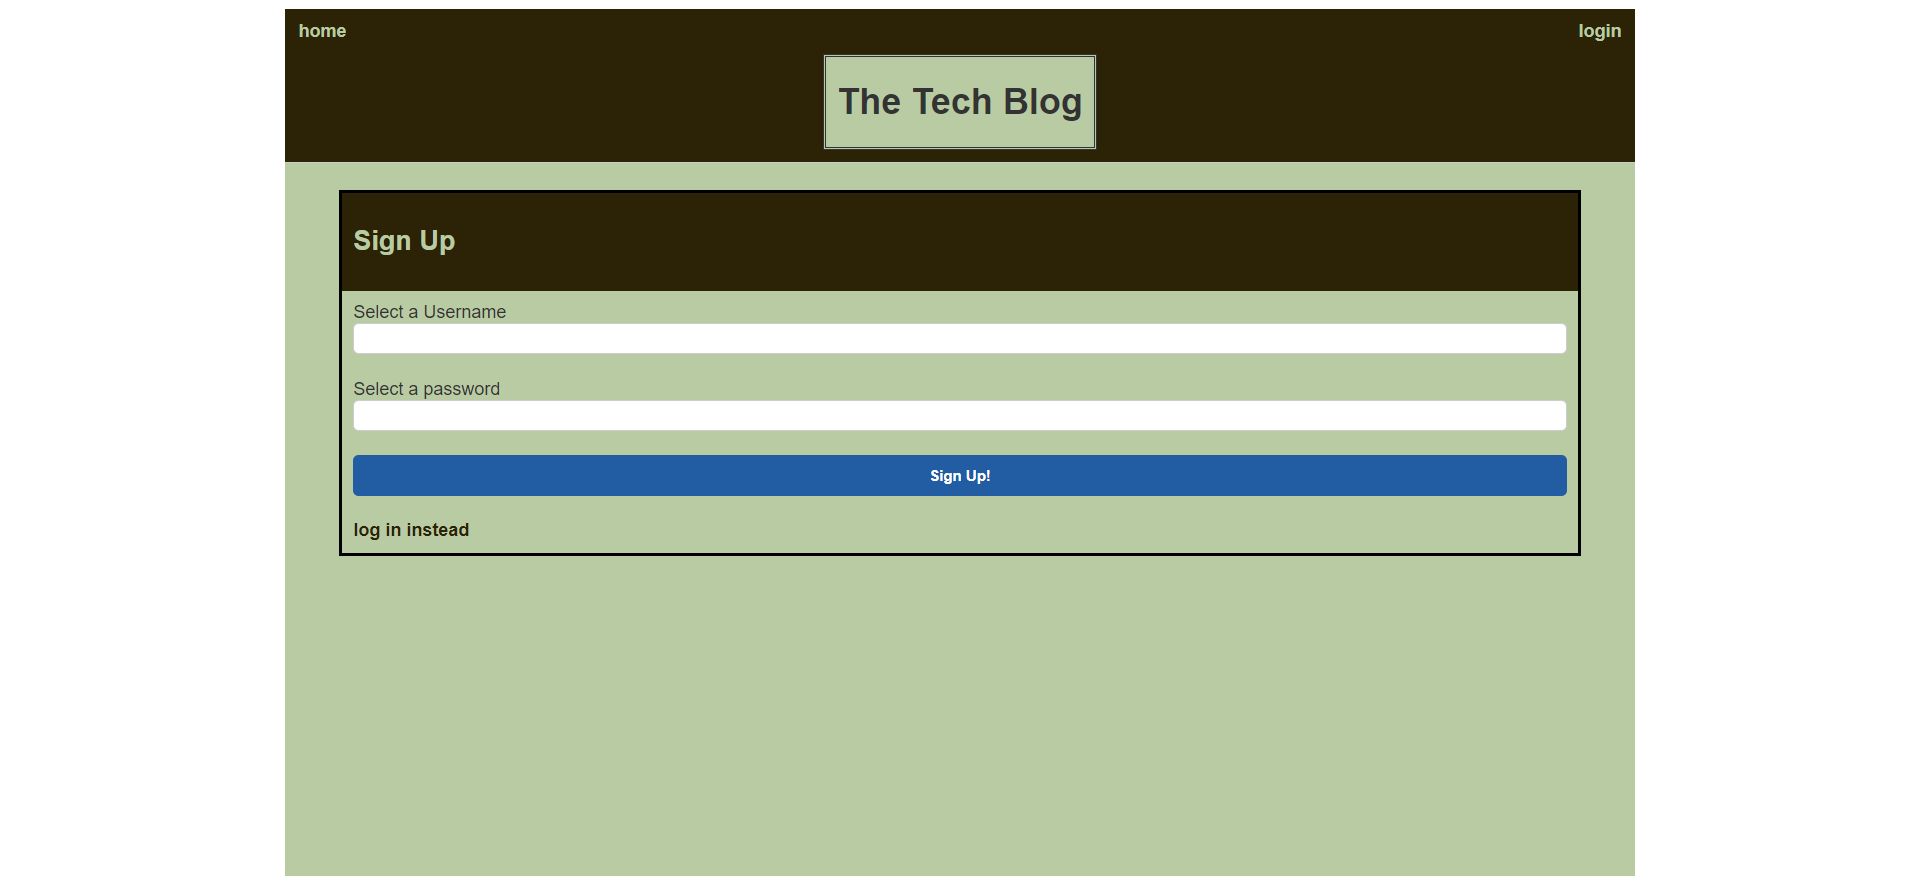 home
login
The Tech Blog
Sign Up
Select a Username
Select a password
Sign Up!
log in instead